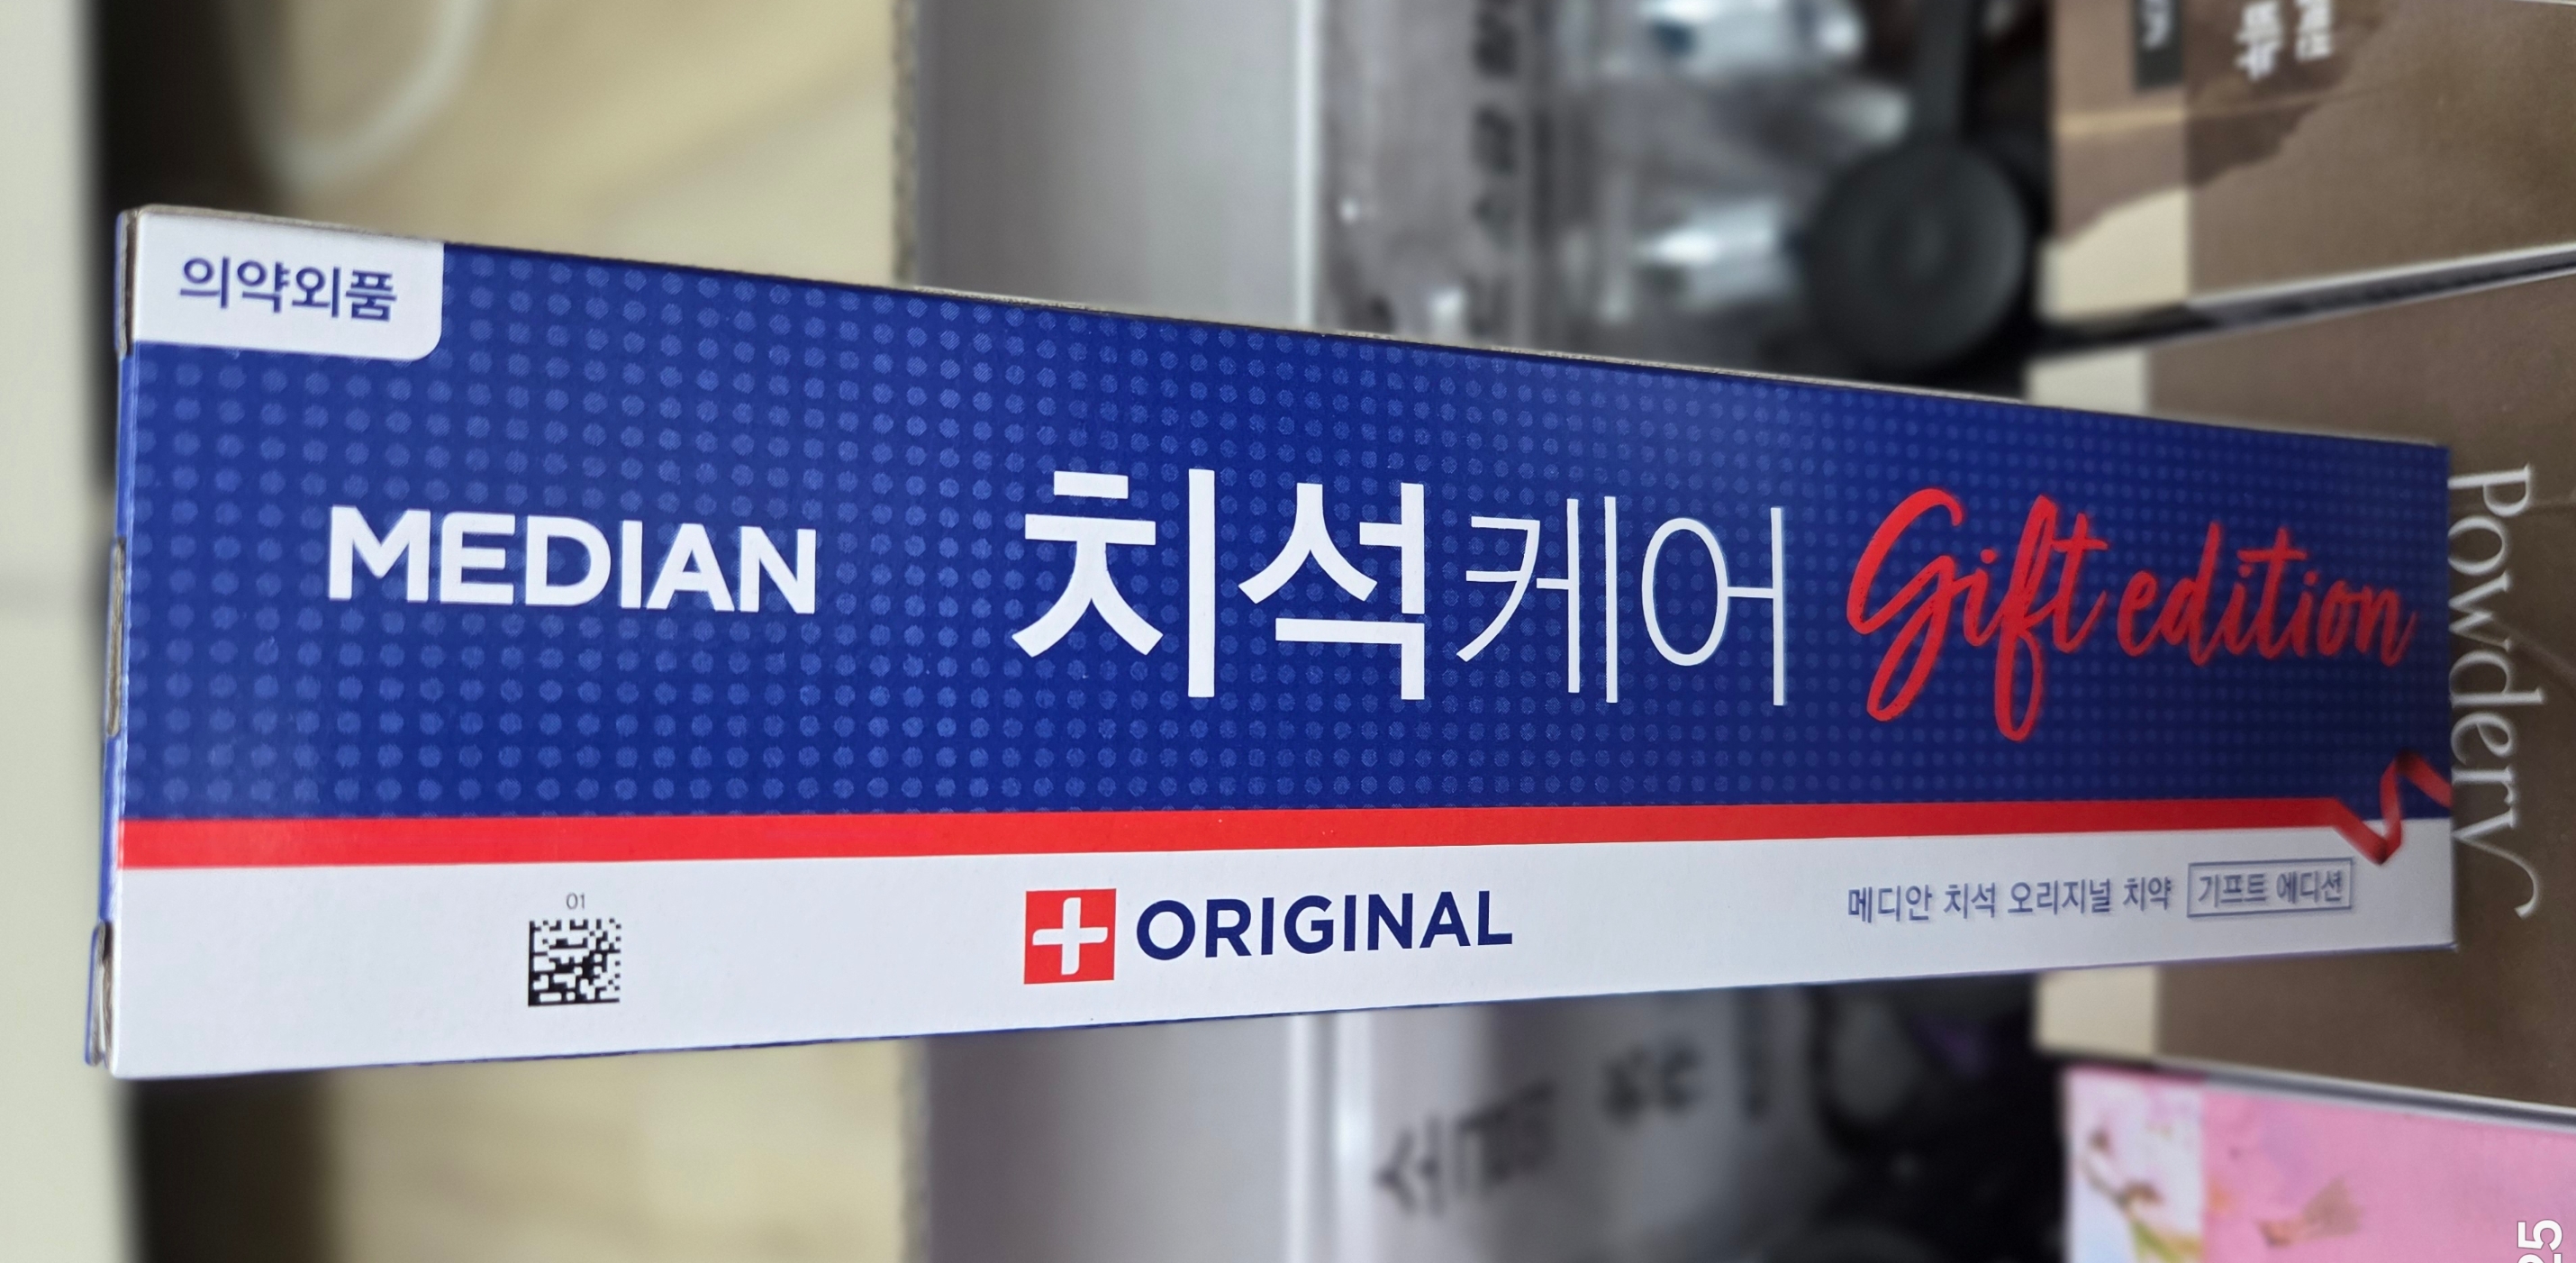 의약외품
MEDIAN
치석케어
Gift edition
01
ORIGINAL
메디안 치석 오리지널 치약 기프트 에디션
Powdery
25